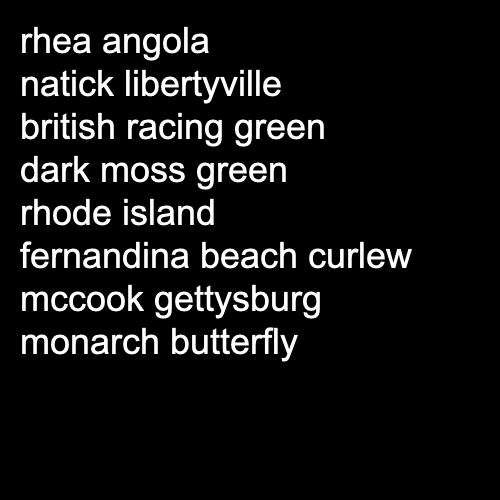 rhea angola
natick libertyville
british racing green
dark moss green
rhode island
fernandina beach curlew
mccook gettysburg
monarch butterfly